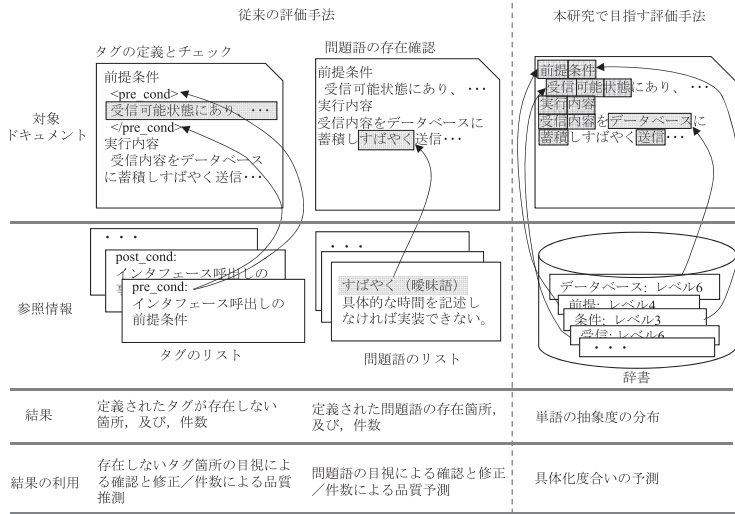 従来の評価手法
本研究で目指す評価手法
タグの定義とチェック
問題語の存在確認
対象
ドキュメント
前提条件
<pre_cond>
受信可能状態にあり、・・・
</pre_cond>
実行内容
受信内容をデータベース
に蓄積しすばやく送信・・・
前提条件
受信可能状態にあり、・・・
実行内容
受信内容をデータベースに
蓄積しすばやく送信・・・
前提条件
受信可能状態にあり、・・・
実行内容
受信内容をデータベースに
蓄積しすばやく送信・・・
参照情報
・・・
post_cond:
インタフェース呼出しの
pre_cond:
インタフェース呼出しの
前提条件
タグのリスト
・・・
すばやく（曖昧語）
具体的な時間を記述し
なければ実装できない。
問題語のリスト
データベース: レベル6
前提: レベル4
条件: レベル3
受信: レベル6
・・・
辞書
結果
定義されたタグが存在しない
箇所，及び，件数
定義された問題語の存在箇所，
及び，件数
単語の抽象度の分布
結果の利用
存在しないタグ箇所の目視によ
る確認と修正／件数による品質
推測
問題語の目視による確認と修正
／件数による品質予測
具体化度合いの予測